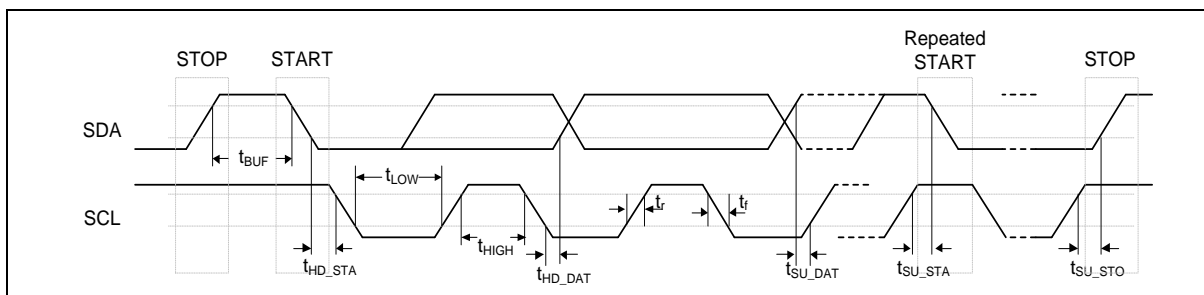 STOP
START
Repeated
START
STOP
SDA
tBUF
tLOW
SCL
tr
tf
tHD_STA
tHIGH
tHD_DAT
tSU_DAT
tSU_STA
tSU_STO